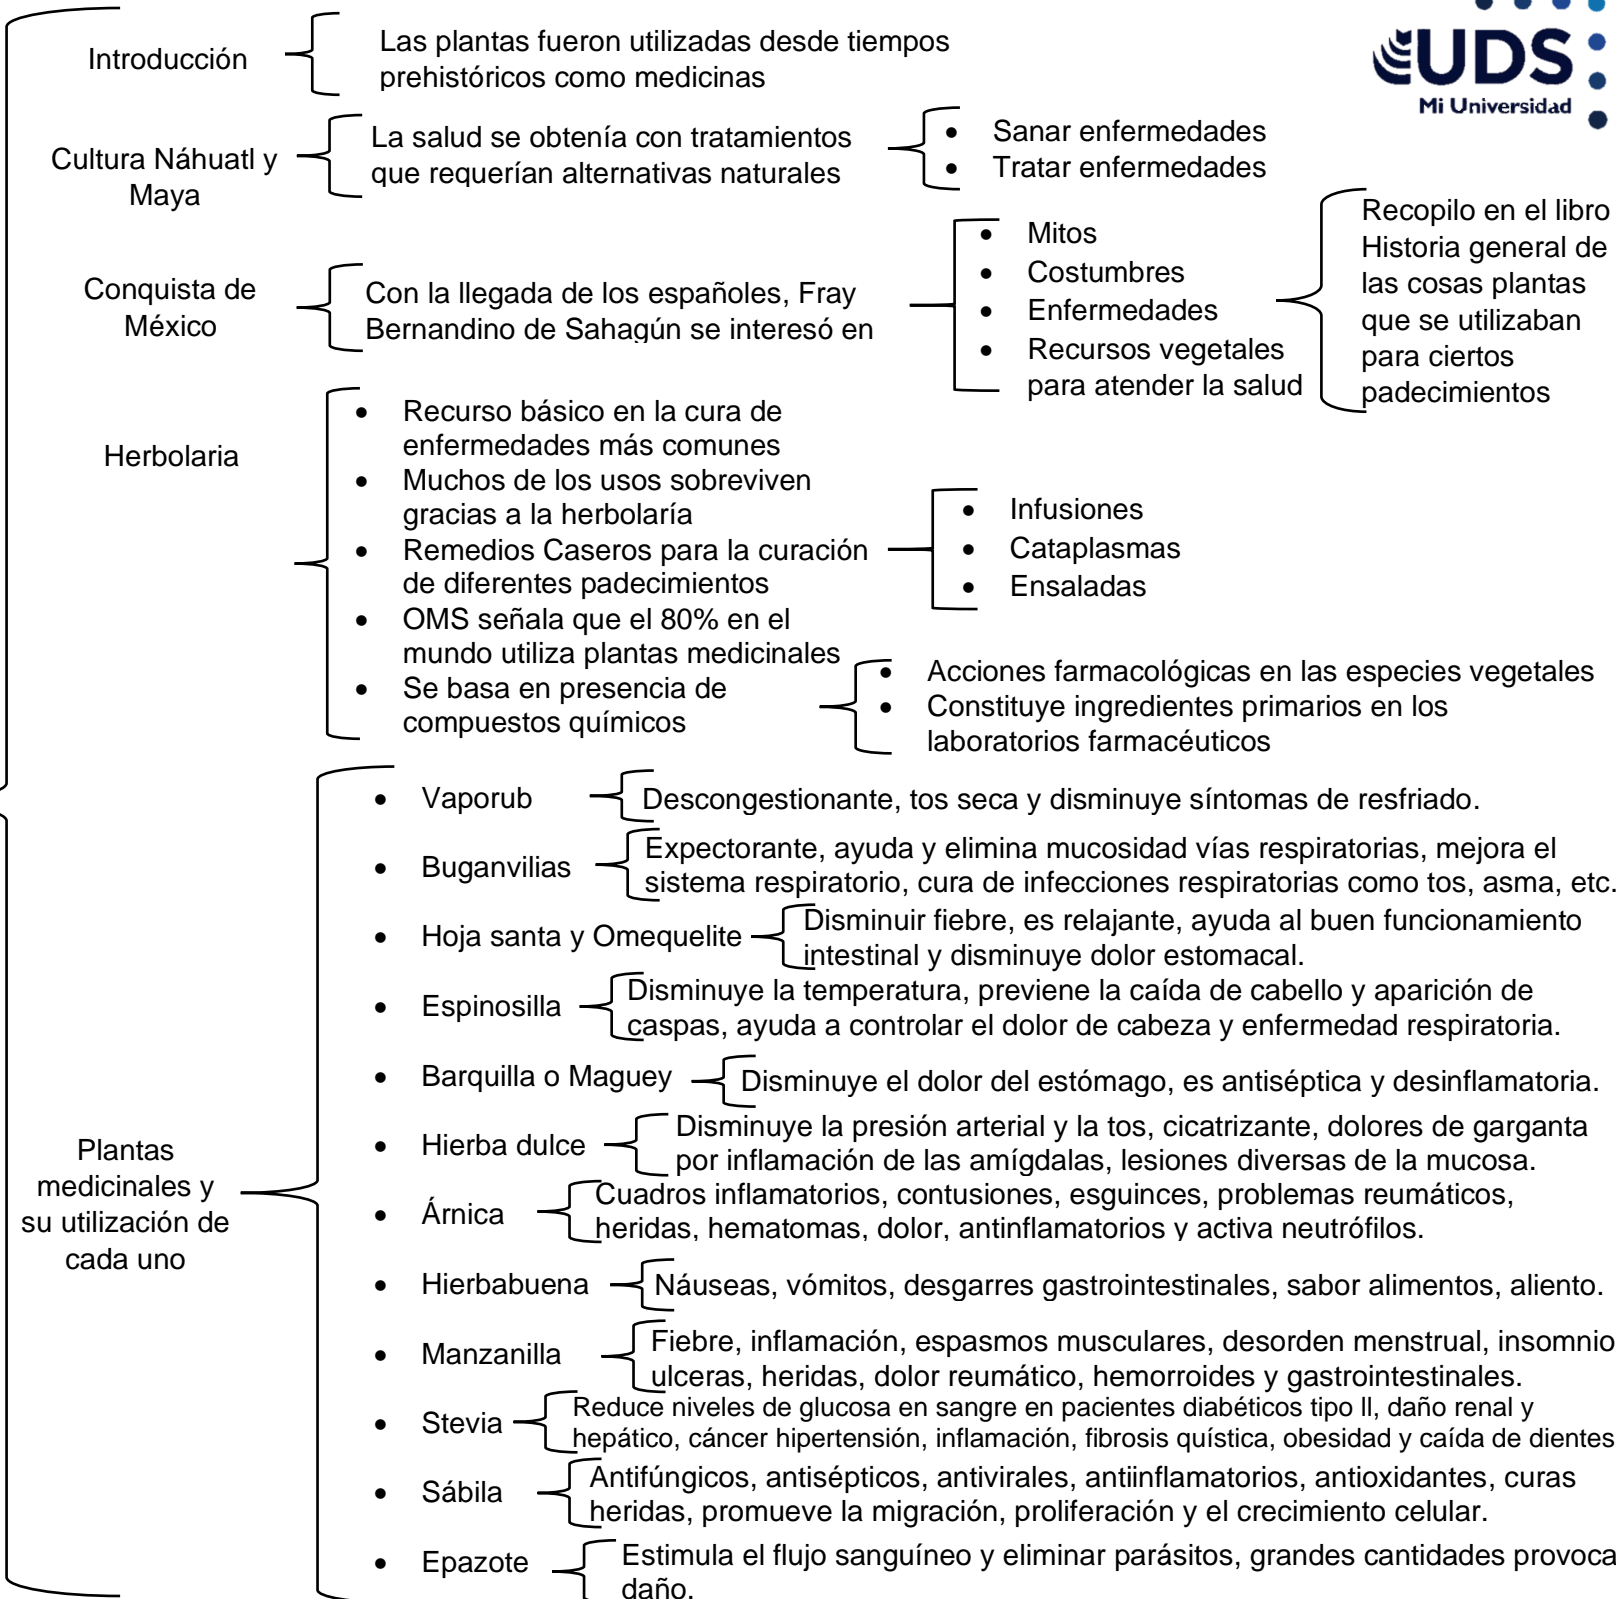 UDS
Mi Universidad
Introducción
Las plantas fueron utilizadas desde tiempos
prehistóricos como medicinas
Cultura Náhuatl y
Maya
La salud se obtenía con tratamientos
que requerían alternativas naturales
• Sanar enfermedades
• Tratar enfermedades
Conquista de
México
Con la llegada de los españoles, Fray
Bernandino de Sahagún se interesó en
• Mitos
• Costumbres
• Enfermedades
• Recursos vegetales
para atender la salud
Recopilo en el libro
Historia general de
las cosas plantas
que se utilizaban
para ciertos
padecimientos
Herbolaria
• Recurso básico en la cura de
enfermedades más comunes
• Muchos de los usos sobreviven
gracias a la herbolaría
• Remedios Caseros para la curación
de diferentes padecimientos
• OMS señala que el 80% en el
mundo utiliza plantas medicinales
• Se basa en presencia de
compuestos químicos
• Infusiones
• Cataplasmas
• Ensaladas
• Acciones farmacológicas en las especies vegetales
• Constituye ingredientes primarios en los
laboratorios farmacéuticos
Plantas
medicinales y
su utilización de
cada uno
• Vaporub
Descongestionante, tos seca y disminuye síntomas de resfriado.
• Buganvilias
Expectorante, ayuda y elimina mucosidad vías respiratorias, mejora el
sistema respiratorio, cura de infecciones respiratorias como tos, asma, etc.
• Hoja santa y Omequelite
Disminuir fiebre, es relajante, ayuda al buen funcionamiento
intestinal y disminuye dolor estomacal.
• Espinosilla
Disminuye la temperatura, previene la caída de cabello y aparición de
caspas, ayuda a controlar el dolor de cabeza y enfermedad respiratoria.
• Barquilla o Maguey
Disminuye el dolor del estómago, es antiséptica y desinflamatoria.
• Hierba dulce
Disminuye la presión arterial y la tos, cicatrizante, dolores de garganta
por inflamación de las amígdalas, lesiones diversas de la mucosa.
• Árnica
Cuadros inflamatorios, contusiones, esguinces, problemas reumáticos,
heridas, hematomas, dolor, antinflamatorios y activa neutrófilos.
• Hierbabuena
Náuseas, vómitos, desgarres gastrointestinales, sabor alimentos, aliento.
• Manzanilla
Fiebre, inflamación, espasmos musculares, desorden menstrual, insomnio
ulceras, heridas, dolor reumático, hemorroides y gastrointestinales.
• Stevia
Reduce niveles de glucosa en sangre en pacientes diabéticos tipo II, daño renal y
hepático, cáncer hipertensión, inflamación, fibrosis quística, obesidad y caída de dientes
• Sábila
Antifúngicos, antisépticos, antivirales, antiinflamatorios, antioxidantes, curas
heridas, promueve la migración, proliferación y el crecimiento celular.
• Epazote
Estimula el flujo sanguíneo y eliminar parásitos, grandes cantidades provoca
daño.